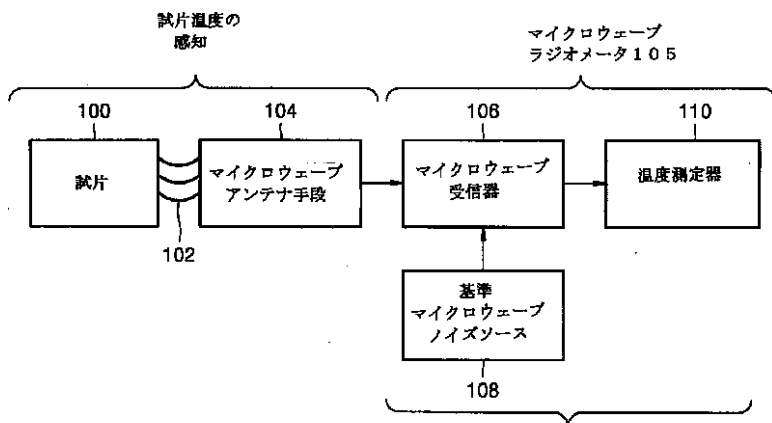 試片温度の
感知
マイクロウェーブ
ラジオメータ105
100
104
106
110
試片
マイクロウェーブ
アンテナ手段
マイクロウェーブ
受信器
温度測定器
102
基準
マイクロウェーブ
ノイズソース
108